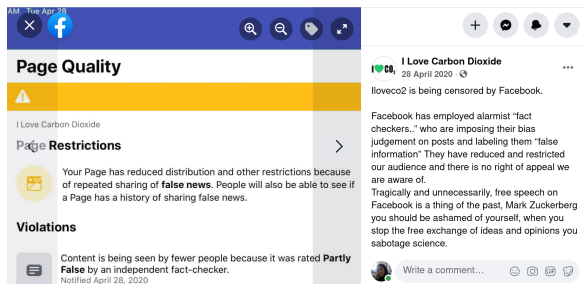 AM Tue Apr 28
Page Quality
I Love Carbon Dioxide
Page Restrictions
Your Page has reduced distribution and other restrictions because
of repeated sharing of false news. People will also be able to see if
a Page has a history of sharing false news.
Violations
Content is being seen by fewer people because it was rated Partly
False by an independent fact-checker.
Notified April 28, 2020
I♥CO₂
I Love Carbon Dioxide
28 April 2020 ·
Iloveco2 is being censored by Facebook.
Facebook has employed alarmist “fact
checkers..” who are imposing their bias
judgement on posts and labeling them “false
information” They have reduced and restricted
our audience and there is no right of appeal we
are aware of.
Tragically and unnecessarily, free speech on
Facebook is a thing of the past, Mark Zuckerberg
you should be ashamed of yourself, when you
stop the free exchange of ideas and opinions you
sabotage science.
Write a comment…
GIF